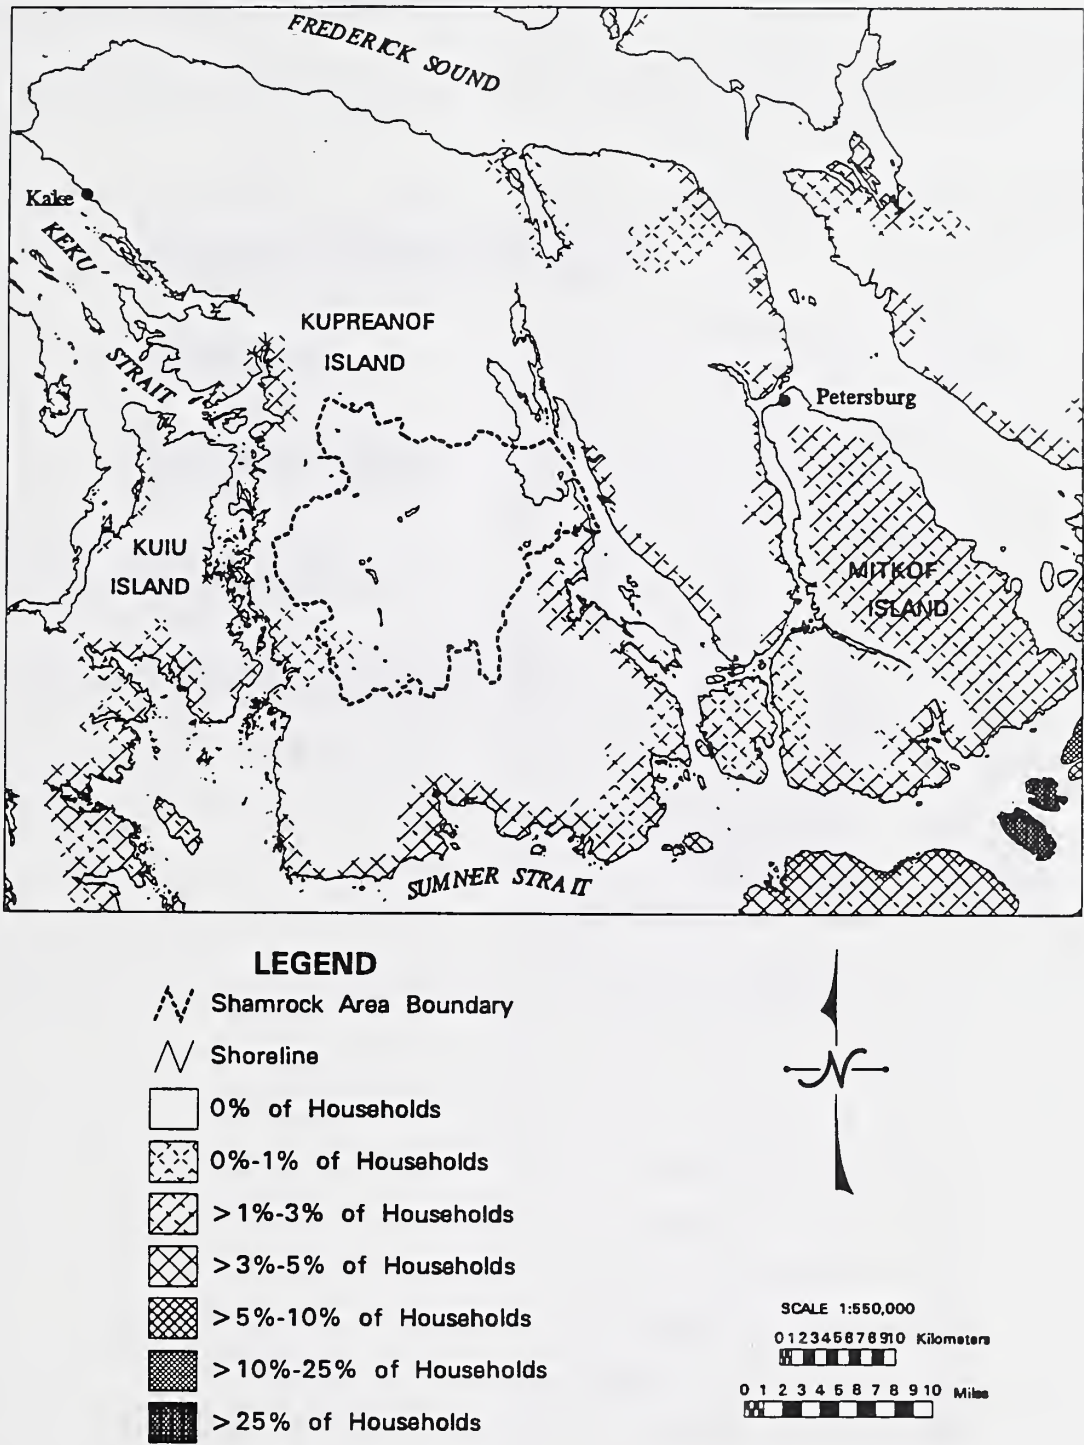 FREDERICK SOUND
Kake
KEKU
STRAIT
KUPREANOF
ISLAND
Petersburg
KUIU
ISLAND
MITKOF
ISLAND
SUMNER STRAIT
LEGEND
Shamrock Area Boundary
Shoreline
0% of Households
0%-1% of Households
>1%-3% of Households
>3%-5% of Households
>5%-10% of Households
>10%-25% of Households
>25% of Households
N
SCALE 1:550,000
0 1 2 3 4 5 6 7 8 9 10 Kilometers
0 1 2 3 4 5 6 7 8 9 10 Miles